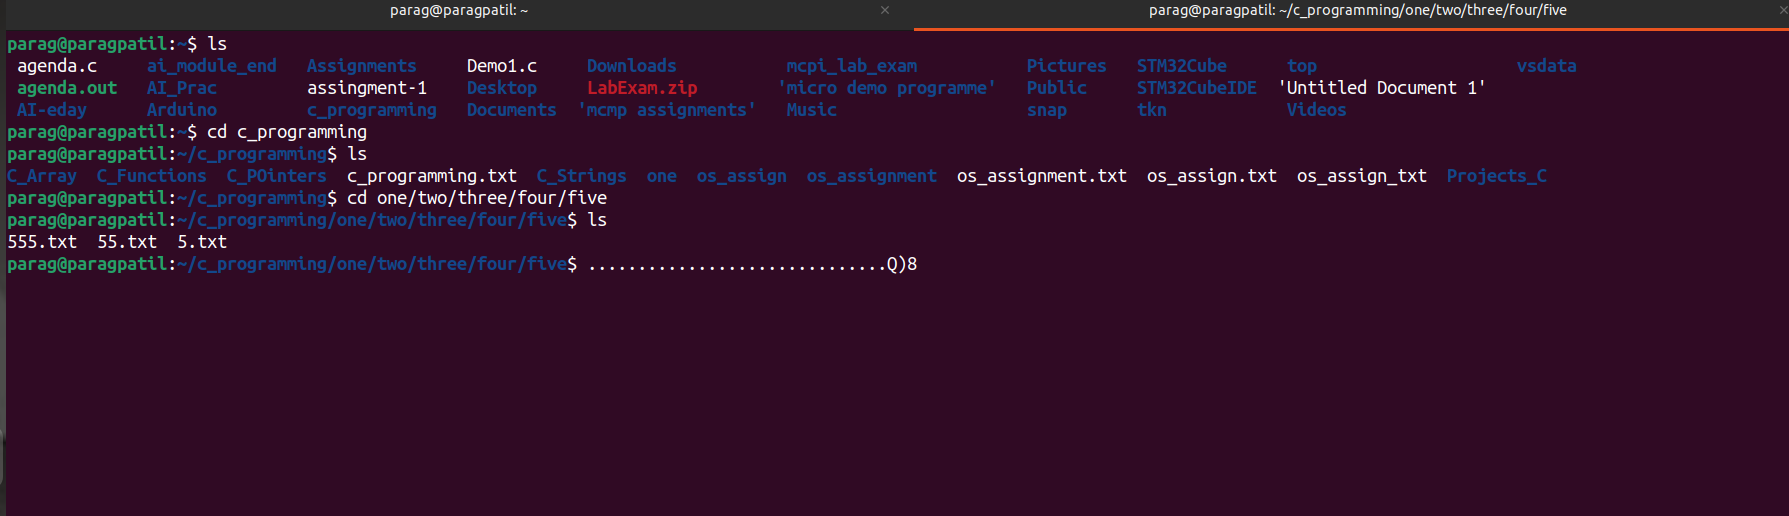 parag@paragpatil: ~ × parag@paragpatil: ~/c_programming/one/two/three/four/five ×
parag@paragpatil:~$ ls
agenda.c ai_module_end Assignments Demo1.c Downloads mcpi_lab_exam Pictures STM32Cube top vsdata
agenda.out AI_Prac assingment-1 Desktop LabExam.zip 'micro demo programme' Public STM32CubeIDE 'Untitled Document 1'
AI-eday Arduino c_programming Documents 'mcmp assignments' Music snap tkn Videos
parag@paragpatil:~$ cd c_programming
parag@paragpatil:~/c_programming$ ls
C_Array C_Functions C_POinters c_programming.txt C_Strings one os_assign os_assignment os_assignment.txt os_assign.txt os_assign_txt Projects_C
parag@paragpatil:~/c_programming$ cd one/two/three/four/five
parag@paragpatil:~/c_programming/one/two/three/four/five$ ls
555.txt 55.txt 5.txt
parag@paragpatil:~/c_programming/one/two/three/four/five$ ..............................Q)8